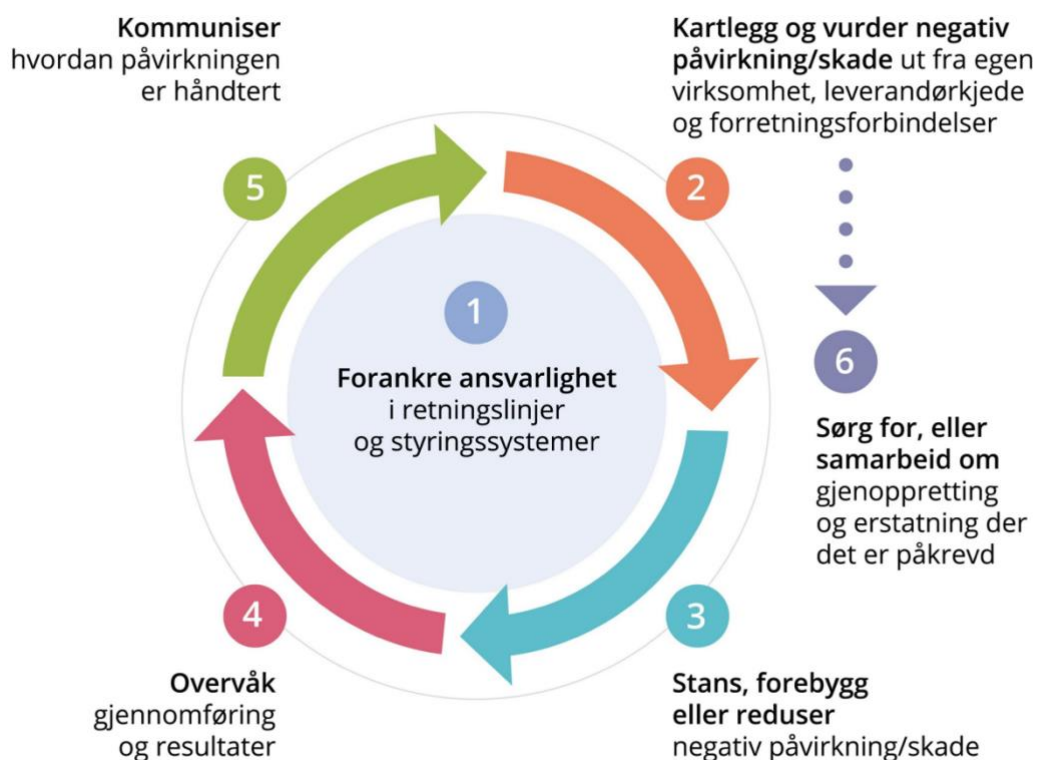 Kommuniser
hvordan påvirkningen
er håndtert
5
Kartlegg og vurder negativ
påvirkning/skade ut fra egen
virksomhet, leverandørkjede
og forretningsforbindelser
2
1
Forankre ansvarlighet
i retningslinjer
og styringssystemer
6
Sørg for, eller
samarbeid om
gjenoppretting
og erstatning der
det er påkrevd
4
Overvåk
gjennomføring
og resultater
3
Stans, forebygg
eller reduser
negativ påvirkning/skade